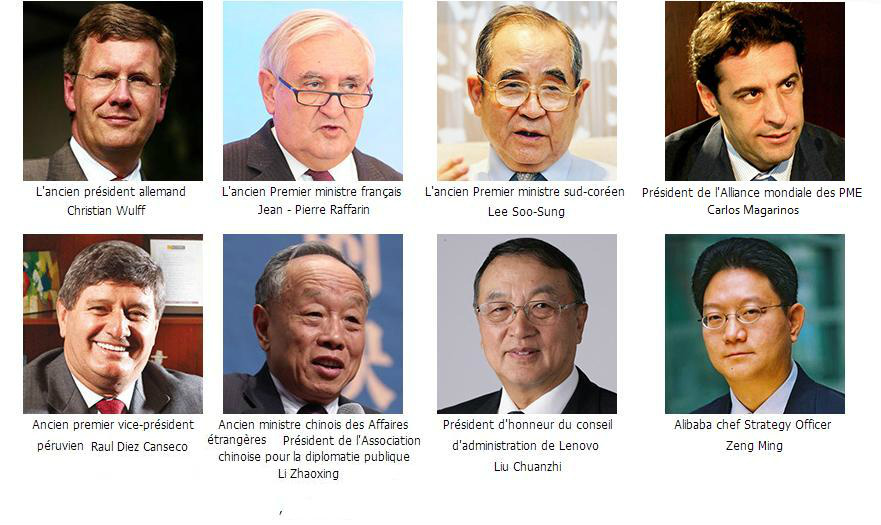 L'ancien président allemand
Christian Wulff
L'ancien Premier ministre français
Jean - Pierre Raffarin
L'ancien Premier ministre sud-coréen
Lee Soo-Sung
Président de l'Alliance mondiale des PME
Carlos Magarinos
Ancien premier vice-président
péruvien Raul Diez Canseco
Ancien ministre chinois des Affaires
étrangères Président de l'Association
chinoise pour la diplomatie publique
Li Zhaoxing
Président d'honneur du conseil
d'administration de Lenovo
Liu Chuanzhi
Alibaba chef Strategy Officer
Zeng Ming
,